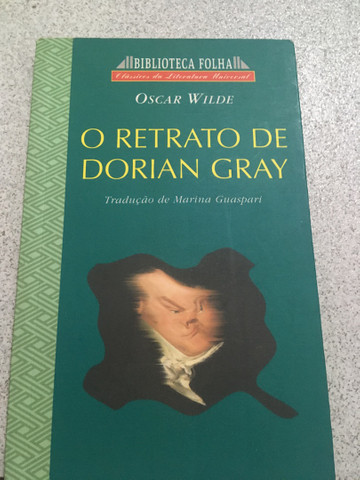 BIBLIOTECA FOLHA
Clássicos da Literatura Universal
OSCAR WILDE
O RETRATO DE
DORIAN GRAY
Tradução de Marina Guaspari